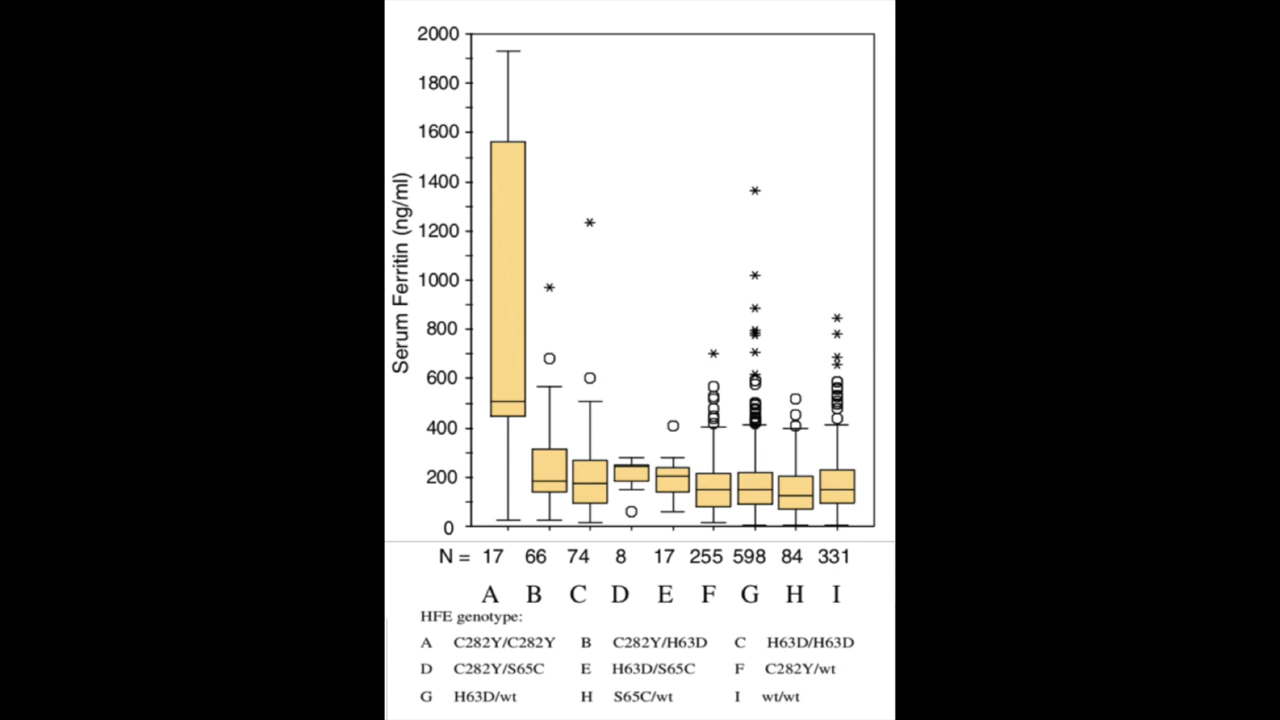 2000
1800
1600
1400
1200
1000
800
600
400
200
0
Serum Ferritin (ng/ml)
N = 17 66 74 8 17 255 598 84 331
A B C D E F G H I
HFE genotype:
A C282Y/C282Y B C282Y/H63D C H63D/H63D
D C282Y/S65C E H63D/S65C F C282Y/wt
G H63D/wt H S65C/wt I wt/wt